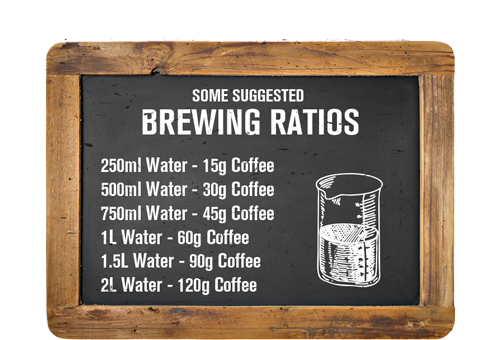 SOME SUGGESTED
BREWING RATIOS
250ml Water - 15g Coffee
500ml Water - 30g Coffee
750ml Water - 45g Coffee
1L Water - 60g Coffee
1.5L Water - 90g Coffee
2L Water - 120g Coffee